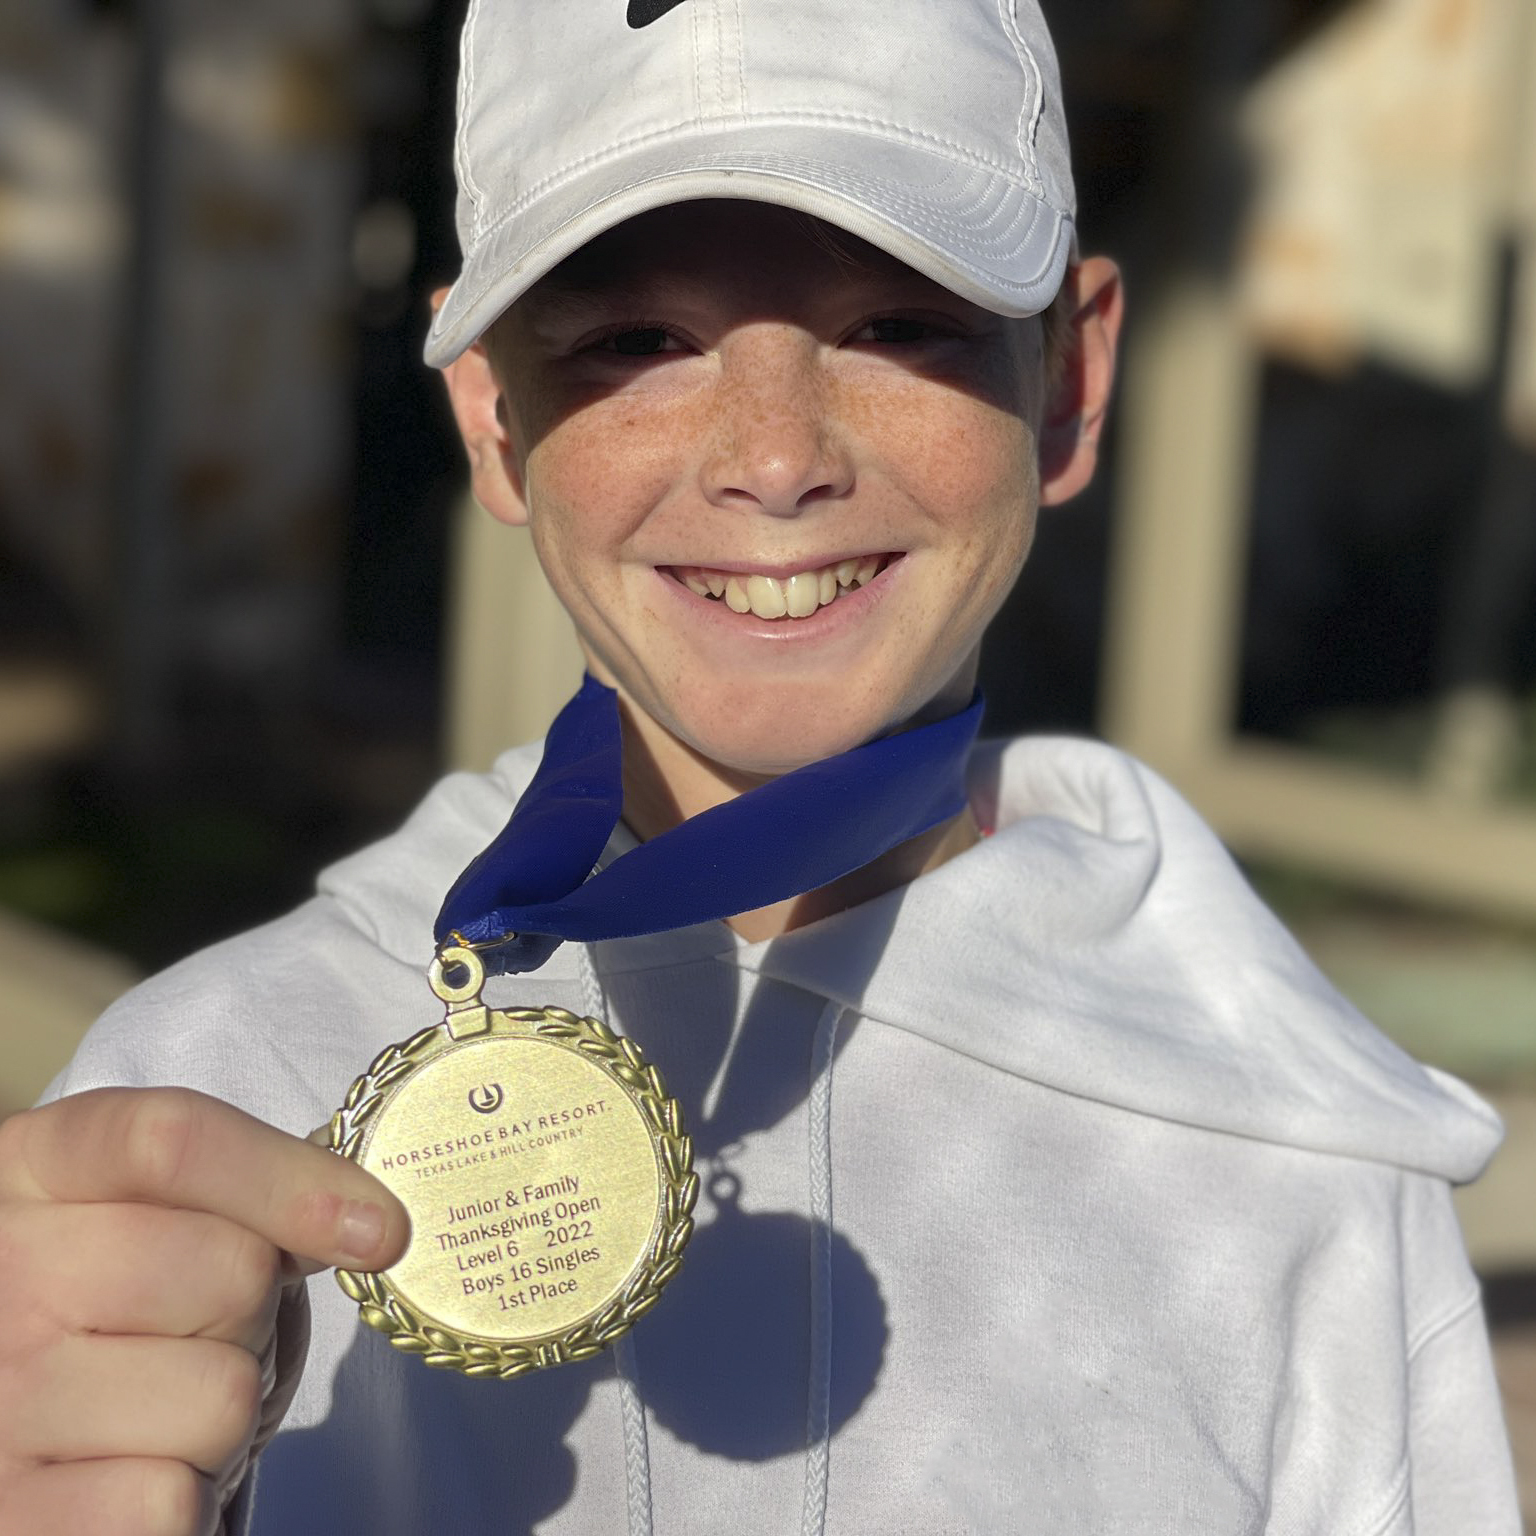 HORSESHOE BAY RESORT.
TEXAS LAKE & HILL COUNTRY
Junior & Family
Thanksgiving Open
Level 6 2022
Boys 16 Singles
1st Place